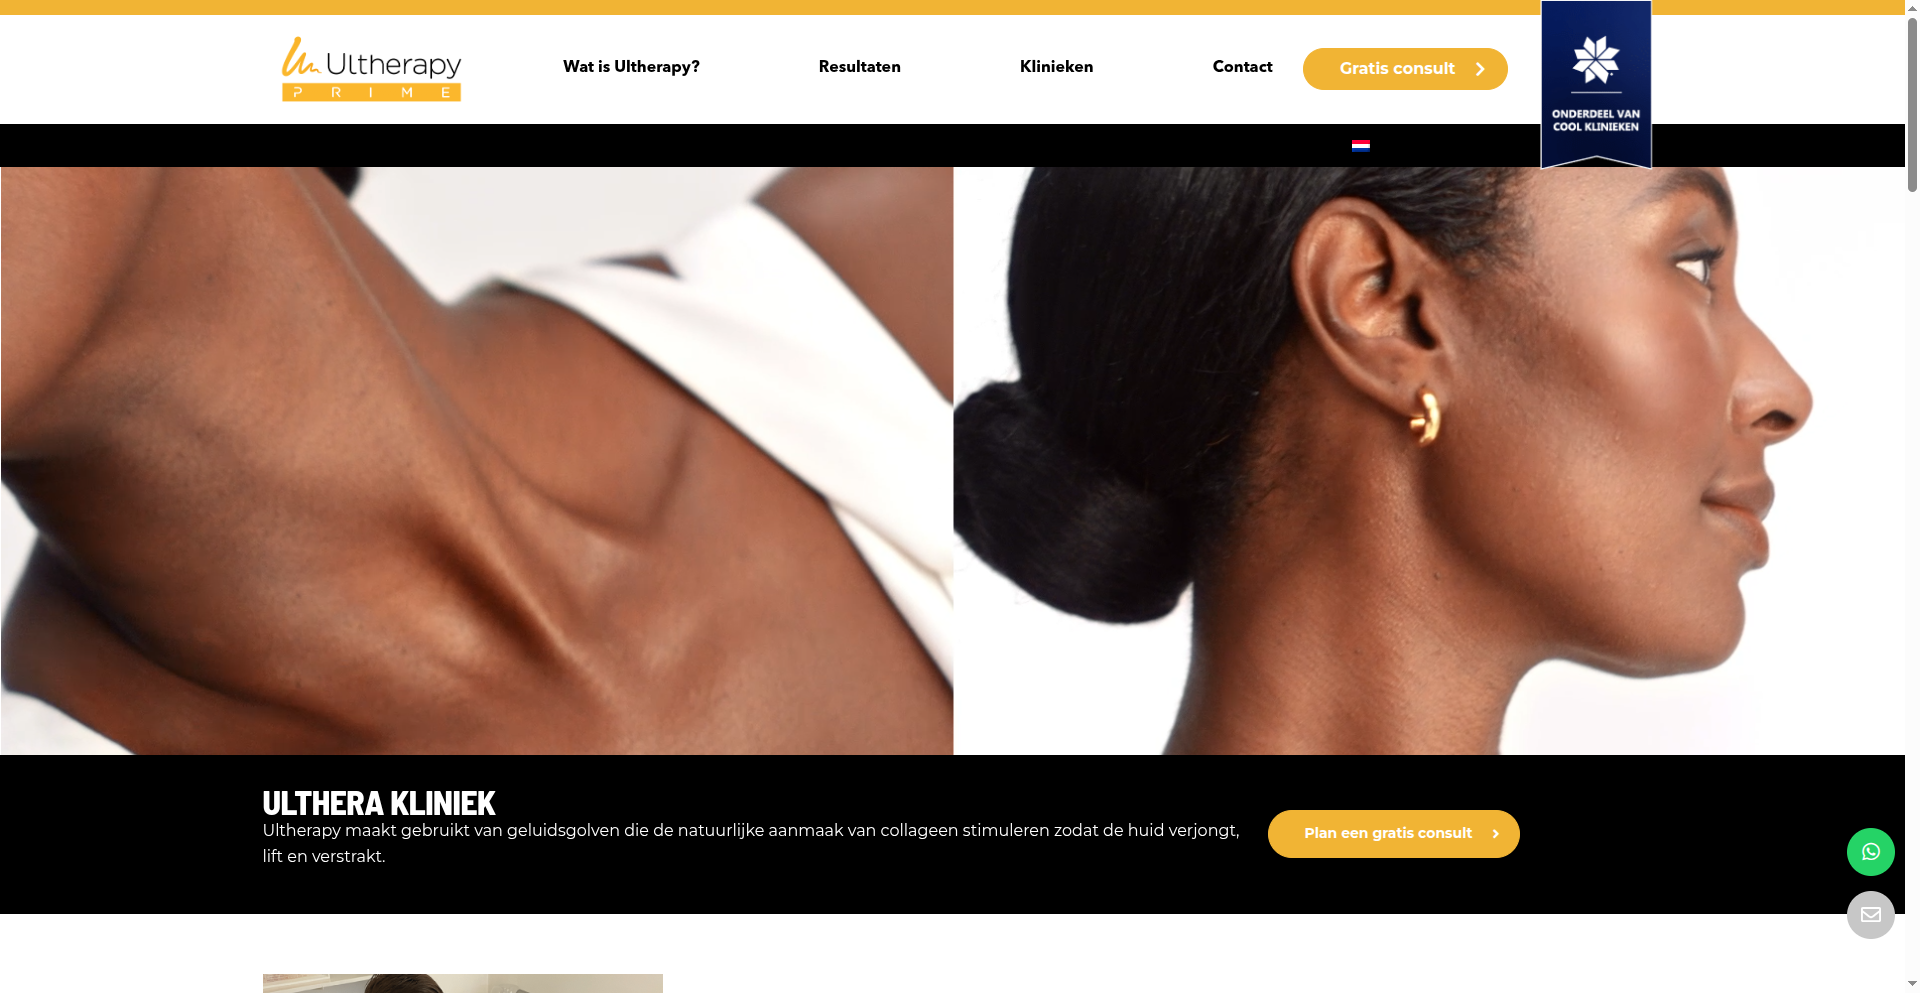 Ultherapy
PRIME
Wat is Ultherapy?
Resultaten
Klinieken
Contact
Gratis consult
ONDERDEEL VAN
COOL KLINIEKEN
ULTHERA KLINIEK
Ultherapy maakt gebruikt van geluidsgolven die de natuurlijke aanmaak van collageen stimuleren zodat de huid verjongt,
lift en verstrakt.
Plan een gratis consult